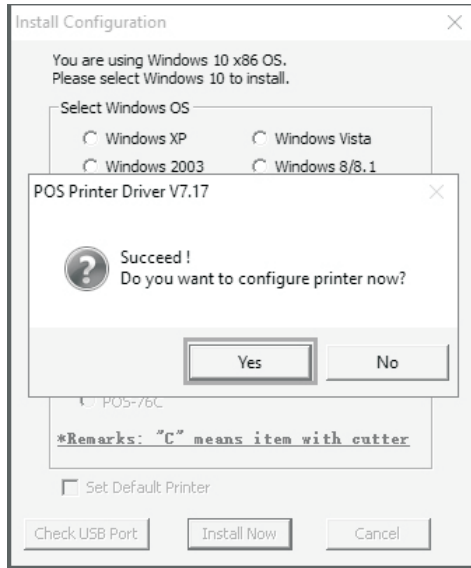 Install Configuration
You are using Windows 10 x86 OS.
Please select Windows 10 to install.
Select Windows OS
Windows XP Windows Vista
Windows 2003 Windows 8/8.1
POS Printer Driver V7.17
Succeed !
Do you want to configure printer now?
Yes No
POS-76C
*Remarks: "C" means item with cutter
Set Default Printer
Check USB Port Install Now Cancel